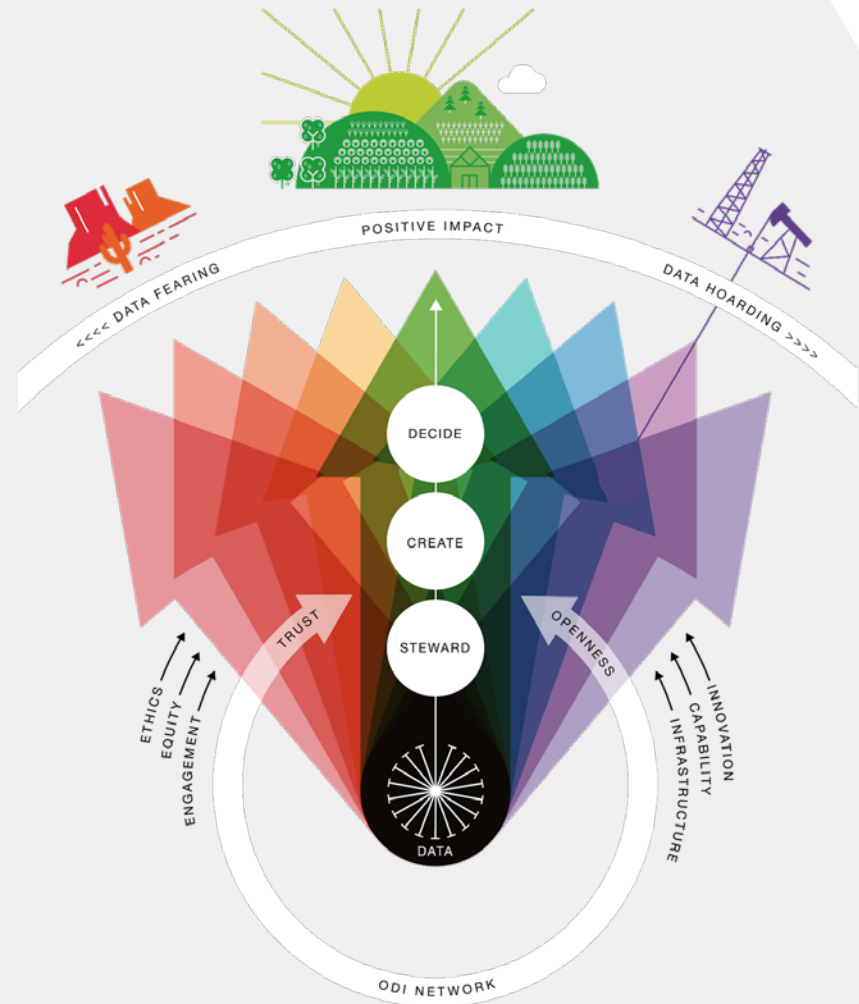 POSITIVE IMPACT
<<<< DATA FEARING
DATA HOARDING >>>>
DECIDE
CREATE
STEWARD
TRUST
OPENNESS
ETHICS
EQUITY
ENGAGEMENT
INNOVATION
CAPABILITY
INFRASTRUCTURE
DATA
ODI NETWORK